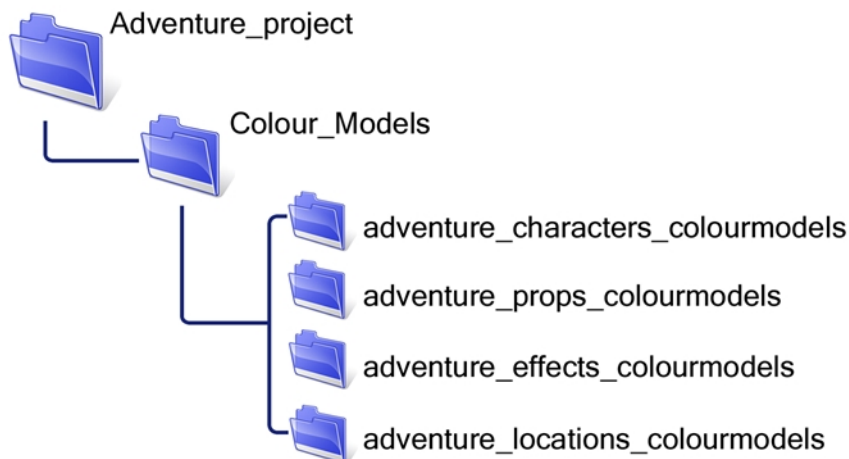 Adventure_project
Colour_Models
adventure_characters_colourmodels
adventure_props_colourmodels
adventure_effects_colourmodels
adventure_locations_colourmodels